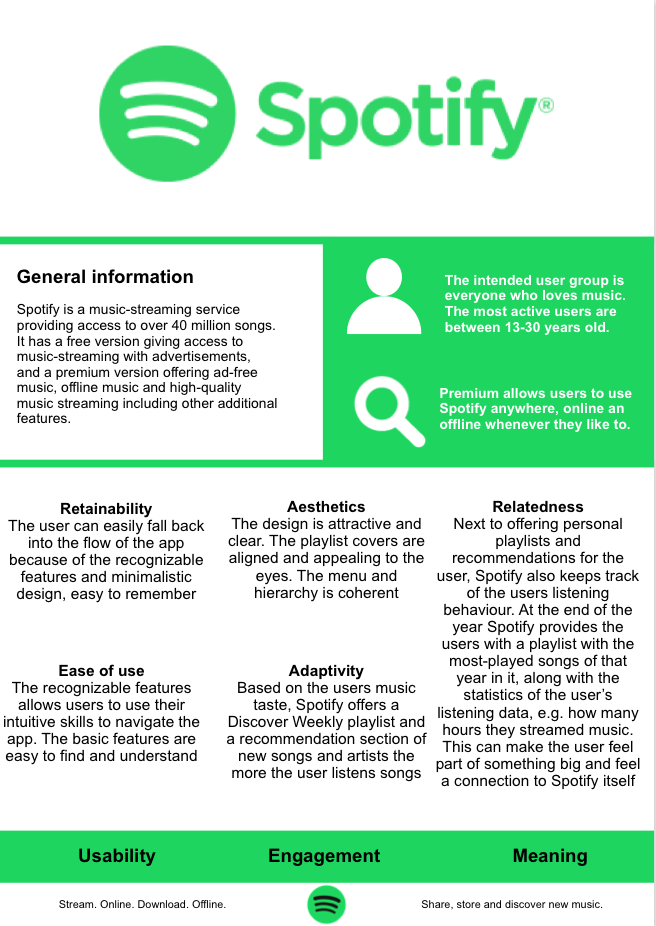 Spotify®
General information
Spotify is a music-streaming service
providing access to over 40 million songs.
It has a free version giving access to
music-streaming with advertisements,
and a premium version offering ad-free
music, offline music and high-quality
music streaming including other additional
features.
The intended user group is
everyone who loves music.
The most active users are
between 13-30 years old.
Premium allows users to use
Spotify anywhere, online an
offline whenever they like to.
Retainability
The user can easily fall back
into the flow of the app
because of the recognizable
features and minimalistic
design, easy to remember
Ease of use
The recognizable features
allows users to use their
intuitive skills to navigate the
app. The basic features are
easy to find and understand
Aesthetics
The design is attractive and
clear. The playlist covers are
aligned and appealing to the
eyes. The menu and
hierarchy is coherent
Adaptivity
Based on the users music
taste, Spotify offers a
Discover Weekly playlist and
a recommendation section of
new songs and artists the
more the user listens songs
Relatedness
Next to offering personal
playlists and
recommendations for the
user, Spotify also keeps track
of the users listening
behaviour. At the end of the
year Spotify provides the
users with a playlist with the
most-played songs of that
year in it, along with the
statistics of the user’s
listening data, e.g. how many
hours they streamed music.
This can make the user feel
part of something big and feel
a connection to Spotify itself
Usability
Engagement
Meaning
Stream. Online. Download. Offline.
Share, store and discover new music.